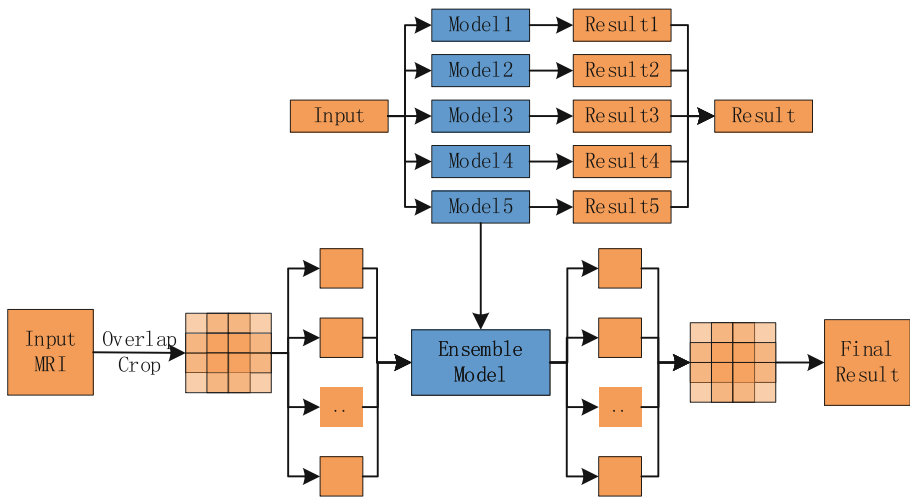 Model1
Result1
Model2
Result2
Input
Model3
Result3
Result
Model4
Result4
Model5
Result5
Input
MRI
Overlap
Crop
Ensemble
Model
Final
Result
..
..